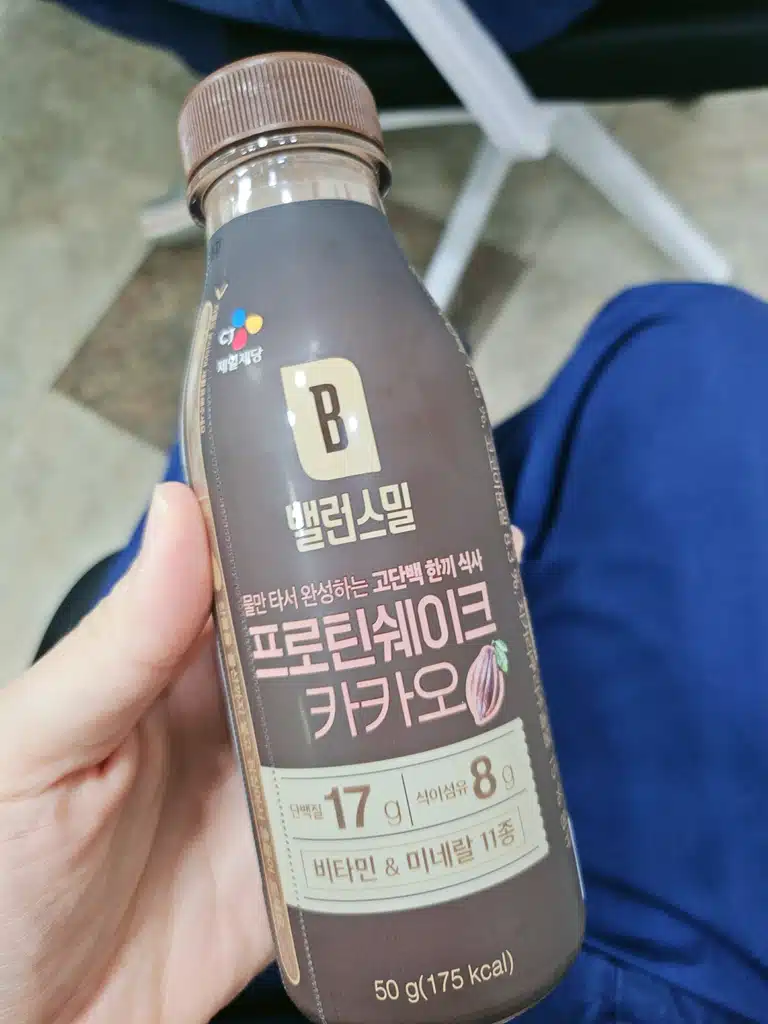 CJ
제일제당
B
밸런스밀
물만 타서 완성하는 고단백 한끼 식사
프로틴쉐이크
카카오
단백질 17 g 식이섬유 8 g
비타민 & 미네랄 11종
50 g(175 kcal)